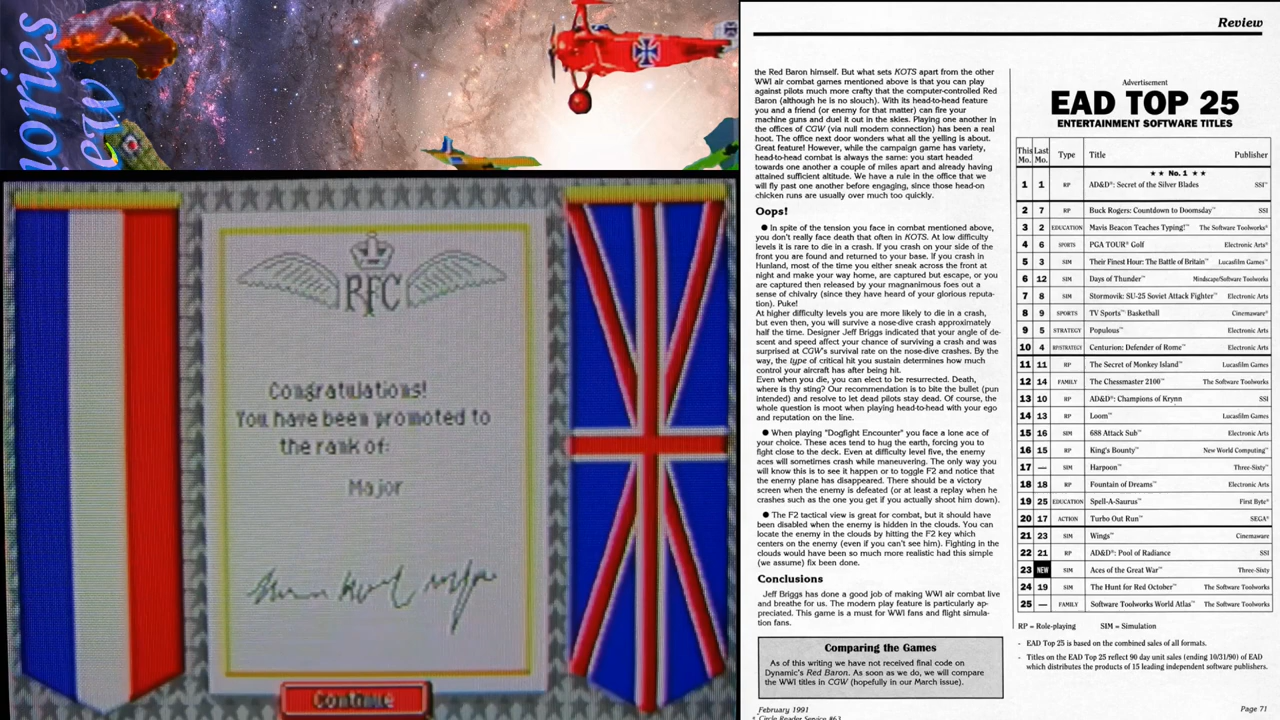 Review
the Red Baron himself. But what sets KOTS apart from the other
WWI air combat games mentioned above is that you can play
against pilots much more crafty that the computer-controlled Red
Baron (although he is no slouch). With its head-to-head feature
you and a friend (or enemy for that matter) can fire your
machine guns and duel it out in the skies. Playing one another in
the offices of CGW (via null modem connection) has been a real
hoot. The office next door wonders what all the yelling is about.
Great feature! However, while the campaign game has variety,
head-to-head combat is always the same: you start headed
towards one another a couple of miles apart and already having
attained sufficient altitude. We have a rule in the office that we
will fly past one another before engaging, since those head-on
chicken runs are usually over much too quickly.
Oops!
● In spite of the tension you face in combat mentioned above,
you don't really face death that often in KOTS. At low difficulty
levels it is rare to die in a crash. If you crash on your side of the
front you are found and returned to your base. If you crash in
Hunland, most of the time you either sneak across the front at
night and make your way home, are captured but escape, or you
are captured then released by your magnanimous foes out a
sense of chivalry (since they have heard of your glorious reputa-
tion). Puke!
At higher difficulty levels you are more likely to die in a crash,
but even then, you will survive a nose-dive crash approximately
half the time. Designer Jeff Briggs indicated that your angle of de-
scent and speed affect your chance of surviving a crash and was
surprised at CGW's survival rate on the nose-dive crashes. By the
way, the type of critical hit you sustain determines how much
control your aircraft has after being hit.
Even when you die, you can elect to be resurrected. Death,
where is thy sting? Our recommendation is to bite the bullet (pun
intended) and resolve to let dead pilots stay dead. Of course, the
whole question is moot when playing head-to-head with your ego
and reputation on the line.
● When playing "Dogfight Encounter" you face a lone ace of
your choice. These aces tend to hug the earth, forcing you to
fight close to the deck. Even at difficulty level five, the enemy
aces will sometimes crash while maneuvering. The only way you
will know this is to see it happen or to toggle F2 and notice that
the enemy plane has disappeared. There should be a victory
screen when the enemy is defeated (or at least a replay when he
crashes such as the one you get if you actually shoot him down).
● The F2 tactical view is great for combat, but it should have
been disabled when the enemy is hidden in the clouds. You can
locate the enemy in the clouds by hitting the F2 key which
centers on the enemy (even if you can't see him). Fighting in the
clouds would have been so much more realistic had this simple
(we assume) fix been done.
Conclusions
Jeff Briggs has done a good job of making WWI air combat live
and breathe for us. The modem play feature is particularly ap-
preciated. This game is a must for WWI fans and flight simula-
tion fans.
Comparing the Games
As of this writing we have not received final code on
Dynamic's Red Baron. As soon as we do, we will compare
the WWI titles in CGW (hopefully in our March issue).
February 1991
* Circle Reader Service #63
Advertisement
EAD TOP 25
ENTERTAINMENT SOFTWARE TITLES
This Mo. Last Mo. Type Title Publisher
★ ★ No. 1 ★ ★
1 1 RP AD&D®: Secret of the Silver Blades SSI™
2 7 RP Buck Rogers: Countdown to Doomsday™ SSI
3 2 EDUCATION Mavis Beacon Teaches Typing!™ The Software Toolworks®
4 6 SPORTS PGA TOUR® Golf Electronic Arts®
5 3 SIM Their Finest Hour: The Battle of Britain™ Lucasfilm Games™
6 12 SIM Days of Thunder™ Mindscape/Software Toolworks
7 8 SIM Stormovik: SU-25 Soviet Attack Fighter™ Electronic Arts
8 9 SPORTS TV Sports™ Basketball Cinemaware®
9 5 STRATEGY Populous™ Electronic Arts
10 4 RP/STRATEGY Centurion: Defender of Rome™ Electronic Arts
11 11 RP The Secret of Monkey Island™ Lucasfilm Games
12 14 FAMILY The Chessmaster 2100™ The Software Toolworks
13 10 RP AD&D®: Champions of Krynn SSI
14 13 RP Loom™ Lucasfilm Games
15 16 SIM 688 Attack Sub™ Electronic Arts
16 15 RP King's Bounty™ New World Computing™
17 — SIM Harpoon™ Three-Sixty™
18 18 RP Fountain of Dreams™ Electronic Arts
19 25 EDUCATION Spell-A-Saurus™ First Byte®
20 17 ACTION Turbo Out Run™ SEGA®
21 23 SIM Wings™ Cinemaware
22 21 RP AD&D®: Pool of Radiance SSI
23 NEW SIM Aces of the Great War™ Three-Sixty
24 19 SIM The Hunt for Red October™ The Software Toolworks
25 — FAMILY Software Toolworks World Atlas™ The Software Toolworks
RP = Role-playing SIM = Simulation
- EAD Top 25 is based on the combined sales of all formats.
- Titles on the EAD Top 25 reflect 90 day unit sales (ending 10/31/90) of EAD
which distributes the products of 15 leading independent software publishers.
Page 71
RFC
Congratulations!
You have been promoted to
the rank of:
Major
Continue